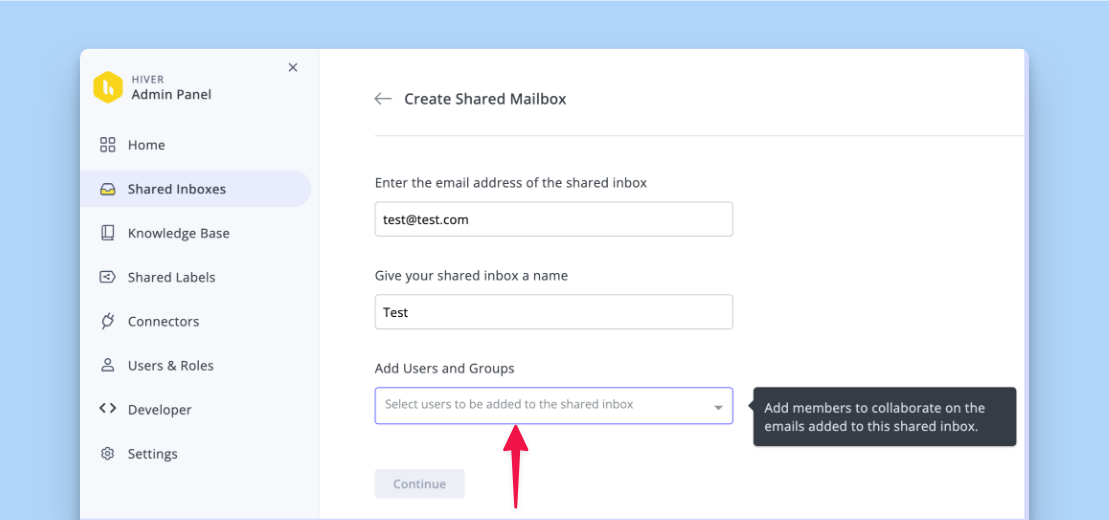 HIVER
Admin Panel
Home
Shared Inboxes
Knowledge Base
Shared Labels
Connectors
Users & Roles
Developer
Settings
Create Shared Mailbox
Enter the email address of the shared inbox
test@test.com
Give your shared inbox a name
Test
Add Users and Groups
Select users to be added to the shared inbox
Add members to collaborate on the
emails added to this shared inbox.
Continue